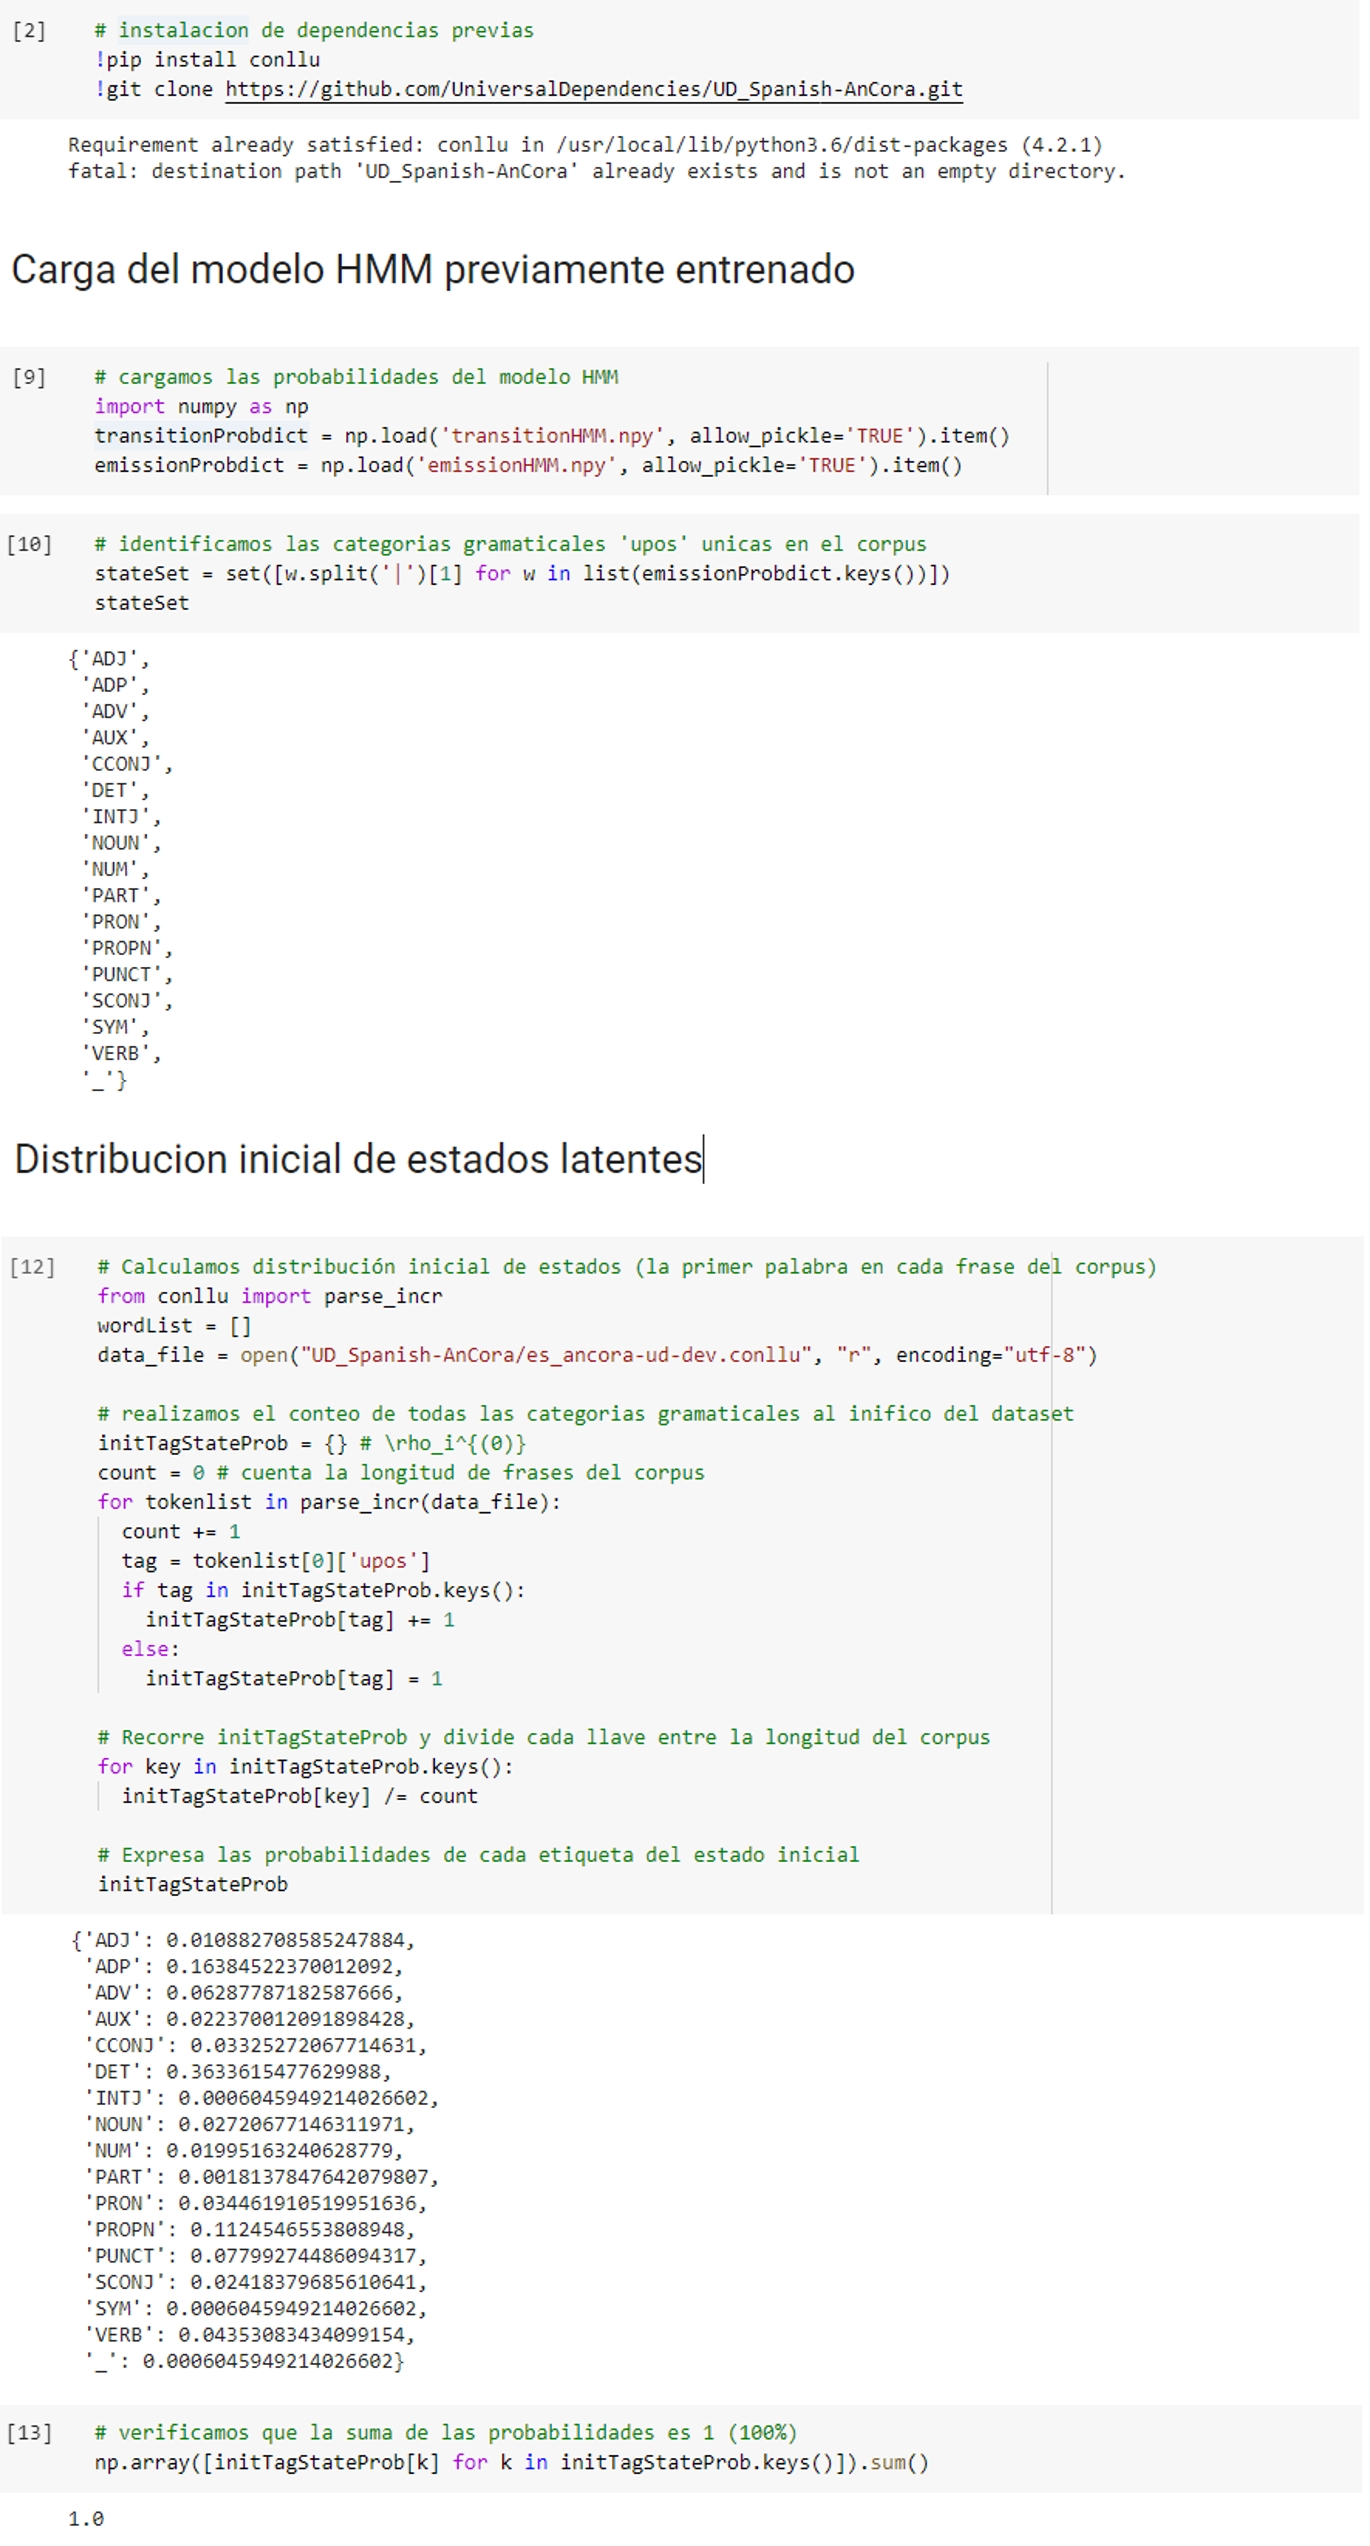 [2] # instalacion de dependencias previas
!pip install conllu
!git clone https://github.com/UniversalDependencies/UD_Spanish-AnCora.git
Requirement already satisfied: conllu in /usr/local/lib/python3.6/dist-packages (4.2.1)
fatal: destination path 'UD_Spanish-AnCora' already exists and is not an empty directory.
Carga del modelo HMM previamente entrenado
[9] # cargamos las probabilidades del modelo HMM
import numpy as np
transitionProbdict = np.load('transitionHMM.npy', allow_pickle='TRUE').item()
emissionProbdict = np.load('emissionHMM.npy', allow_pickle='TRUE').item()
[10] # identificamos las categorias gramaticales 'upos' unicas en el corpus
stateSet = set([w.split('|')[1] for w in list(emissionProbdict.keys())])
stateSet
{'ADJ',
'ADP',
'ADV',
'AUX',
'CCONJ',
'DET',
'INTJ',
'NOUN',
'NUM',
'PART',
'PRON',
'PROPN',
'PUNCT',
'SCONJ',
'SYM',
'VERB',
'_'}
Distribucion inicial de estados latentes
[12] # Calculamos distribución inicial de estados (la primer palabra en cada frase del corpus)
from conllu import parse_incr
wordList = []
data_file = open("UD_Spanish-AnCora/es_ancora-ud-dev.conllu", "r", encoding="utf-8")
# realizamos el conteo de todas las categorias gramaticales al inifico del dataset
initTagStateProb = {} # \rho_i^{(0)}
count = 0 # cuenta la longitud de frases del corpus
for tokenlist in parse_incr(data_file):
count += 1
tag = tokenlist[0]['upos']
if tag in initTagStateProb.keys():
initTagStateProb[tag] += 1
else:
initTagStateProb[tag] = 1
# Recorre initTagStateProb y divide cada llave entre la longitud del corpus
for key in initTagStateProb.keys():
initTagStateProb[key] /= count
# Expresa las probabilidades de cada etiqueta del estado inicial
initTagStateProb
{'ADJ': 0.010882708585247884,
'ADP': 0.16384522370012092,
'ADV': 0.06287787182587666,
'AUX': 0.022370012091898428,
'CCONJ': 0.03325272067714631,
'DET': 0.3633615477629988,
'INTJ': 0.0006045949214026602,
'NOUN': 0.02720677146311971,
'NUM': 0.01995163240628779,
'PART': 0.0018137847642079807,
'PRON': 0.034461910519951636,
'PROPN': 0.1124546553808948,
'PUNCT': 0.07799274486094317,
'SCONJ': 0.02418379685610641,
'SYM': 0.0006045949214026602,
'VERB': 0.04353083434099154,
'_': 0.0006045949214026602}
[13] # verificamos que la suma de las probabilidades es 1 (100%)
np.array([initTagStateProb[k] for k in initTagStateProb.keys()]).sum()
1.0